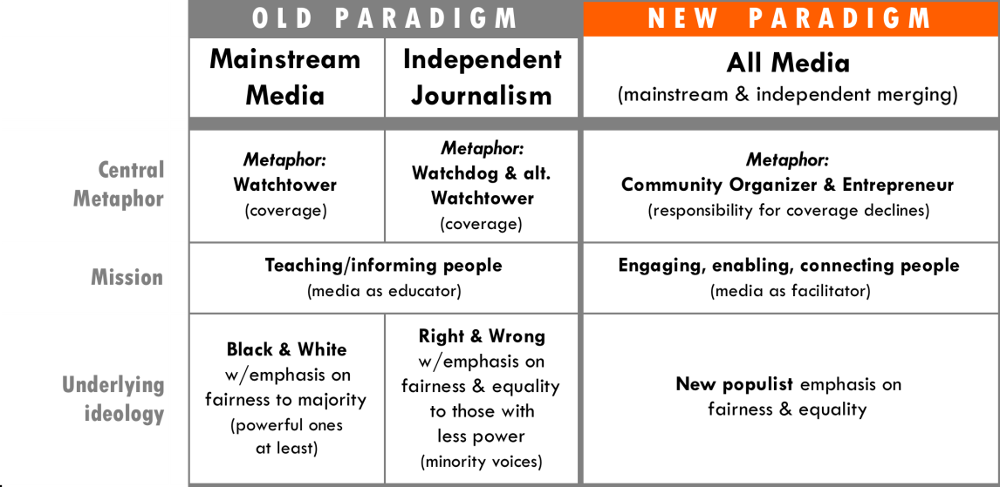 OLD PARADIGM
NEW PARADIGM
Mainstream
Media
Independent
Journalism
All Media
(mainstream & independent merging)
Central
Metaphor
Metaphor:
Watchtower
(coverage)
Metaphor:
Watchdog & alt.
Watchtower
(coverage)
Metaphor:
Community Organizer & Entrepreneur
(responsibility for coverage declines)
Mission
Teaching/informing people
(media as educator)
Engaging, enabling, connecting people
(media as facilitator)
Underlying
ideology
Black & White
w/emphasis on
fairness to majority
(powerful ones
at least)
Right & Wrong
w/emphasis on
fairness & equality
to those with
less power
(minority voices)
New populist emphasis on
fairness & equality